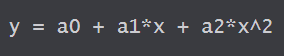 y = a0 + a1*x + a2*x^2